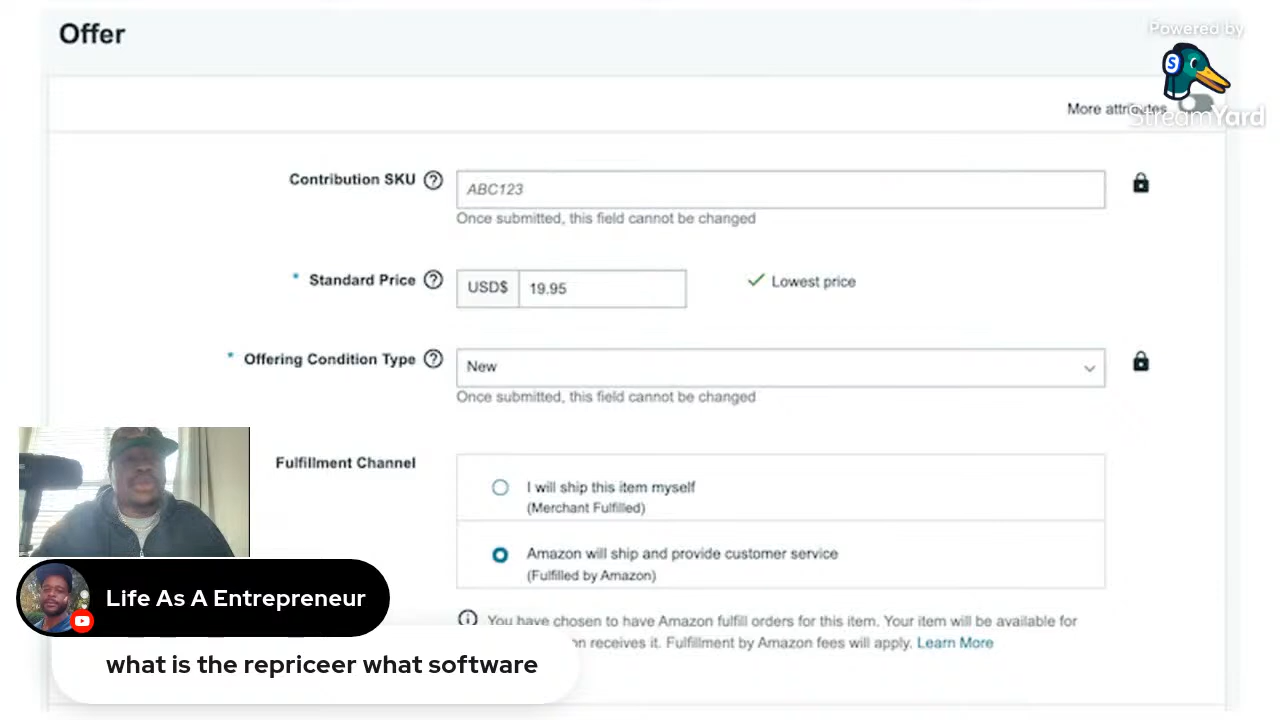 Offer
Powered by
StreamYard
More attributes
Contribution SKU
ABC123
Once submitted, this field cannot be changed
* Standard Price
USD$ 19.95
Lowest price
* Offering Condition Type
New
Once submitted, this field cannot be changed
Fulfillment Channel
I will ship this item myself
(Merchant Fulfilled)
Amazon will ship and provide customer service
(Fulfilled by Amazon)
You have chosen to have Amazon fulfill orders for this item. Your item will be available for
receives it. Fulfillment by Amazon fees will apply. Learn More
Life As A Entrepreneur
what is the repriceer what software